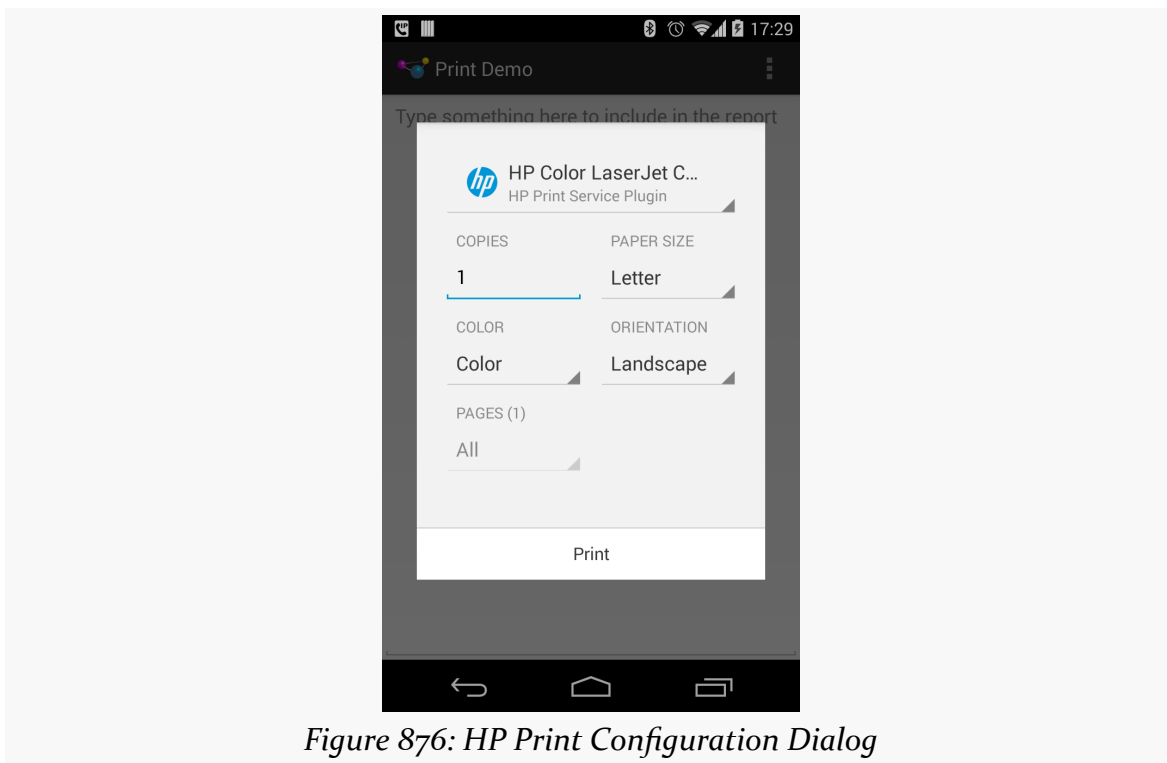 17:29
Print Demo
Type something here to include in the report
hp HP Color LaserJet C...
HP Print Service Plugin
COPIES PAPER SIZE
1 Letter
COLOR ORIENTATION
Color Landscape
PAGES (1)
All
Print
Figure 876: HP Print Configuration Dialog